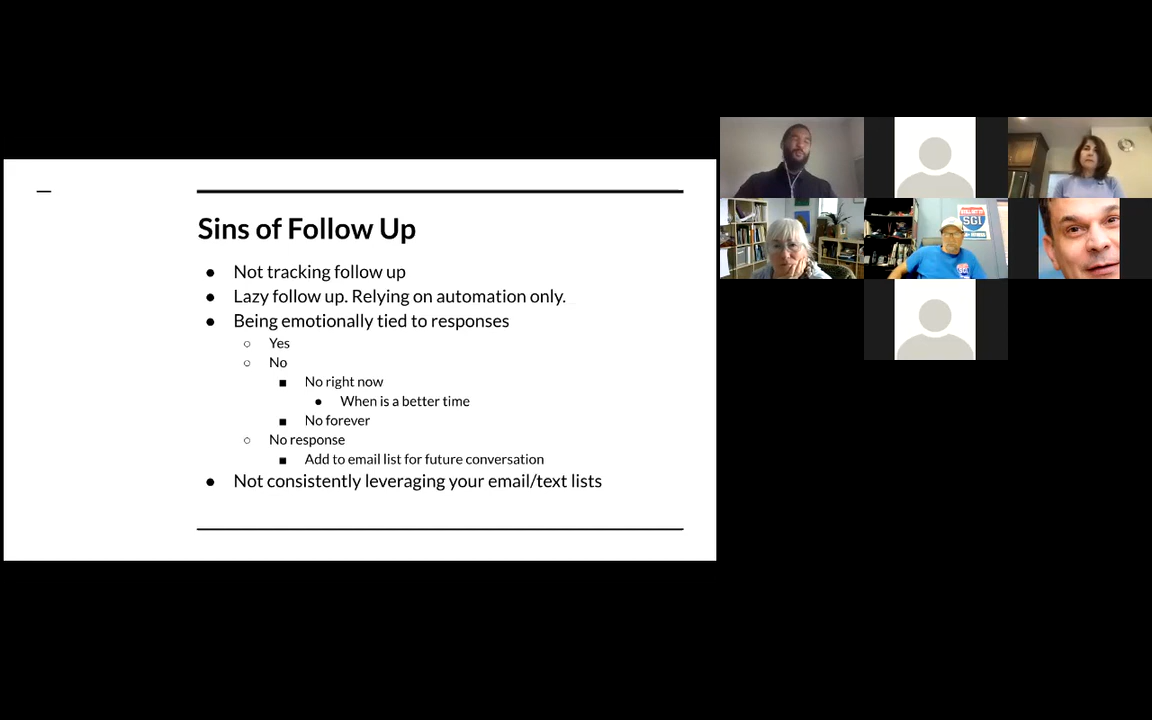 Sins of Follow Up
Not tracking follow up
Lazy follow up. Relying on automation only.
Being emotionally tied to responses
Yes
No
No right now
When is a better time
No forever
No response
Add to email list for future conversation
Not consistently leveraging your email/text lists
SGI
SGI